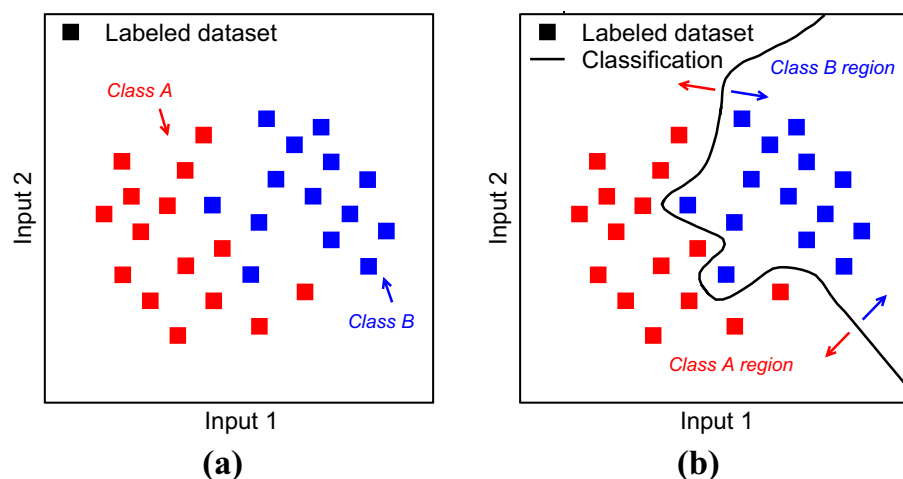 Labeled dataset
Class A
Class B
Input 2
Input 1
(a)
Labeled dataset
Classification
Class B region
Class A region
Input 2
Input 1
(b)